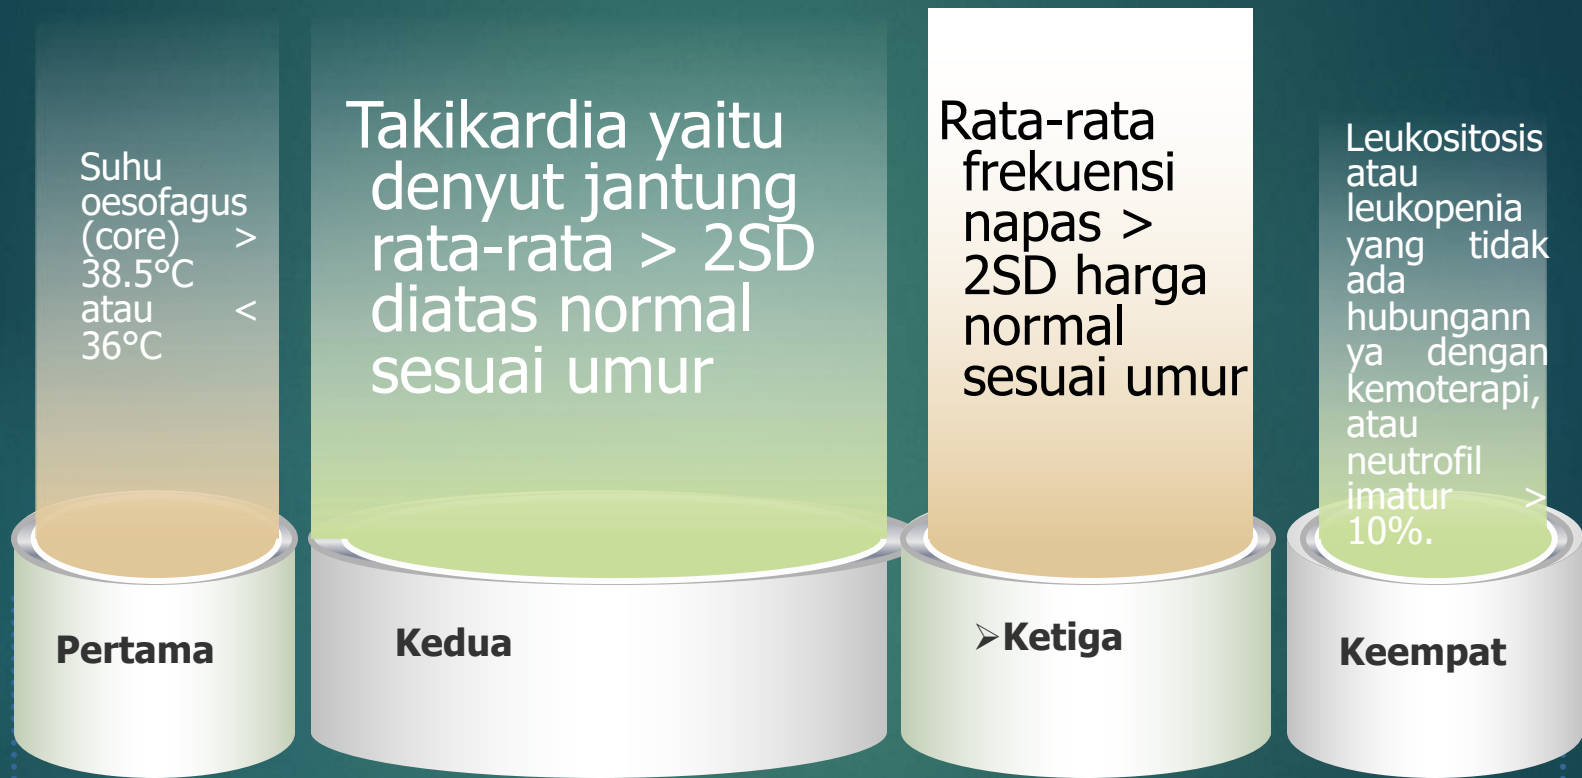 Suhu
oesofagus
(core) >
38.5°C
atau <
36°C
Pertama
Takikardia yaitu
denyut jantung
rata-rata > 2SD
diatas normal
sesuai umur
Kedua
Rata-rata
frekuensi
napas >
2SD harga
normal
sesuai umur
➢Ketiga
Leukositosis
atau
leukopenia
yang tidak
ada
hubungann
ya dengan
kemoterapi,
atau
neutrofil
imatur >
10%.
Keempat